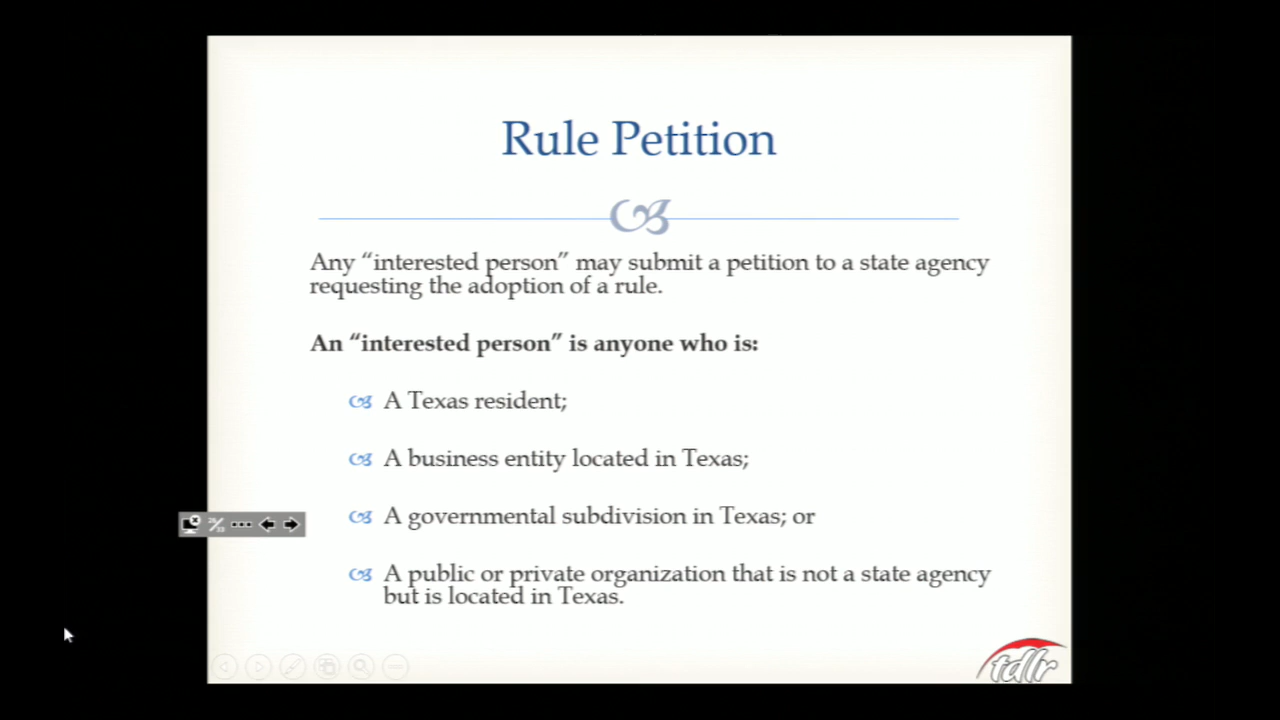 Rule Petition
Any “interested person” may submit a petition to a state agency
requesting the adoption of a rule.
An “interested person” is anyone who is:
A Texas resident;
A business entity located in Texas;
A governmental subdivision in Texas; or
A public or private organization that is not a state agency
but is located in Texas.
tdlr